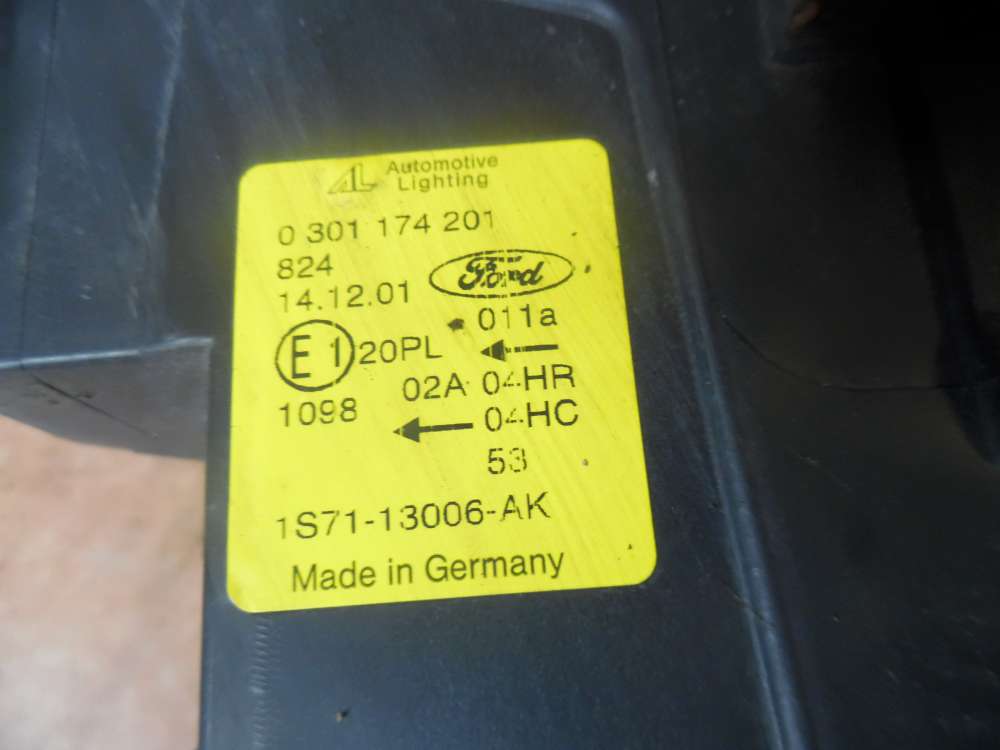 AL Automotive
Lighting
0 301 174 201
824
14.12.01
Ford
011a
E 1 20PL
02A 04HR
1098
04HC
53
1S71-13006-AK
Made in Germany